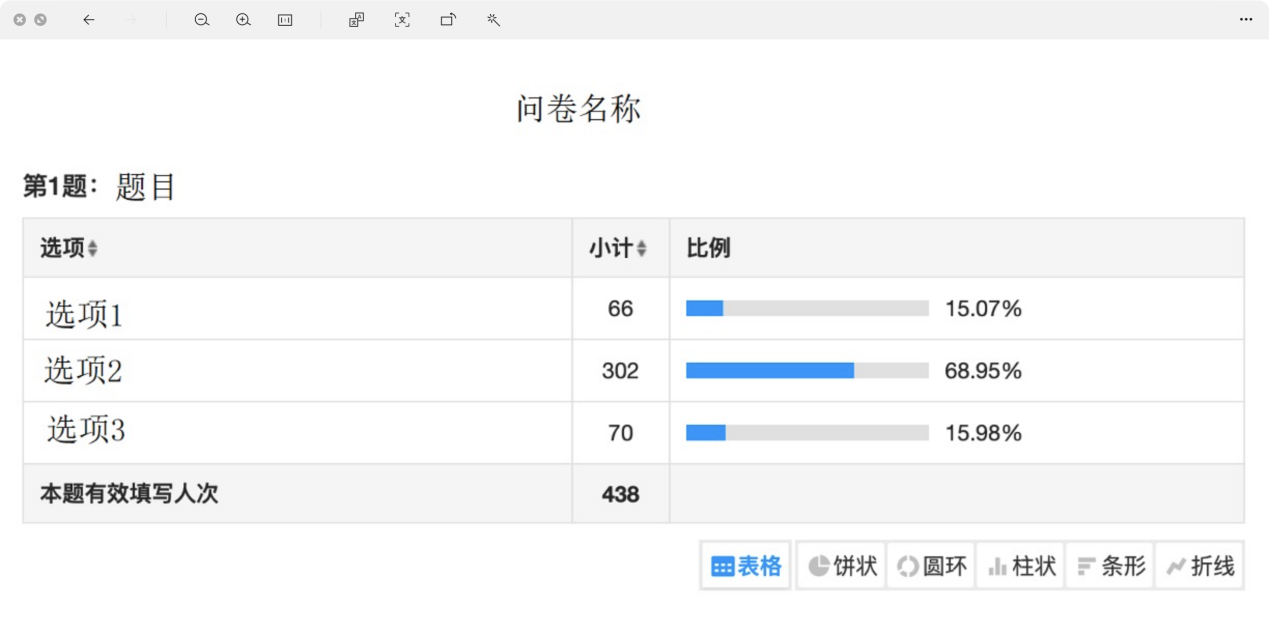 问卷名称
第1题： 题目
选项 小计 比例
选项1 66 15.07%
选项2 302 68.95%
选项3 70 15.98%
本题有效填写人次 438
表格 饼状 圆环 柱状 条形 折线